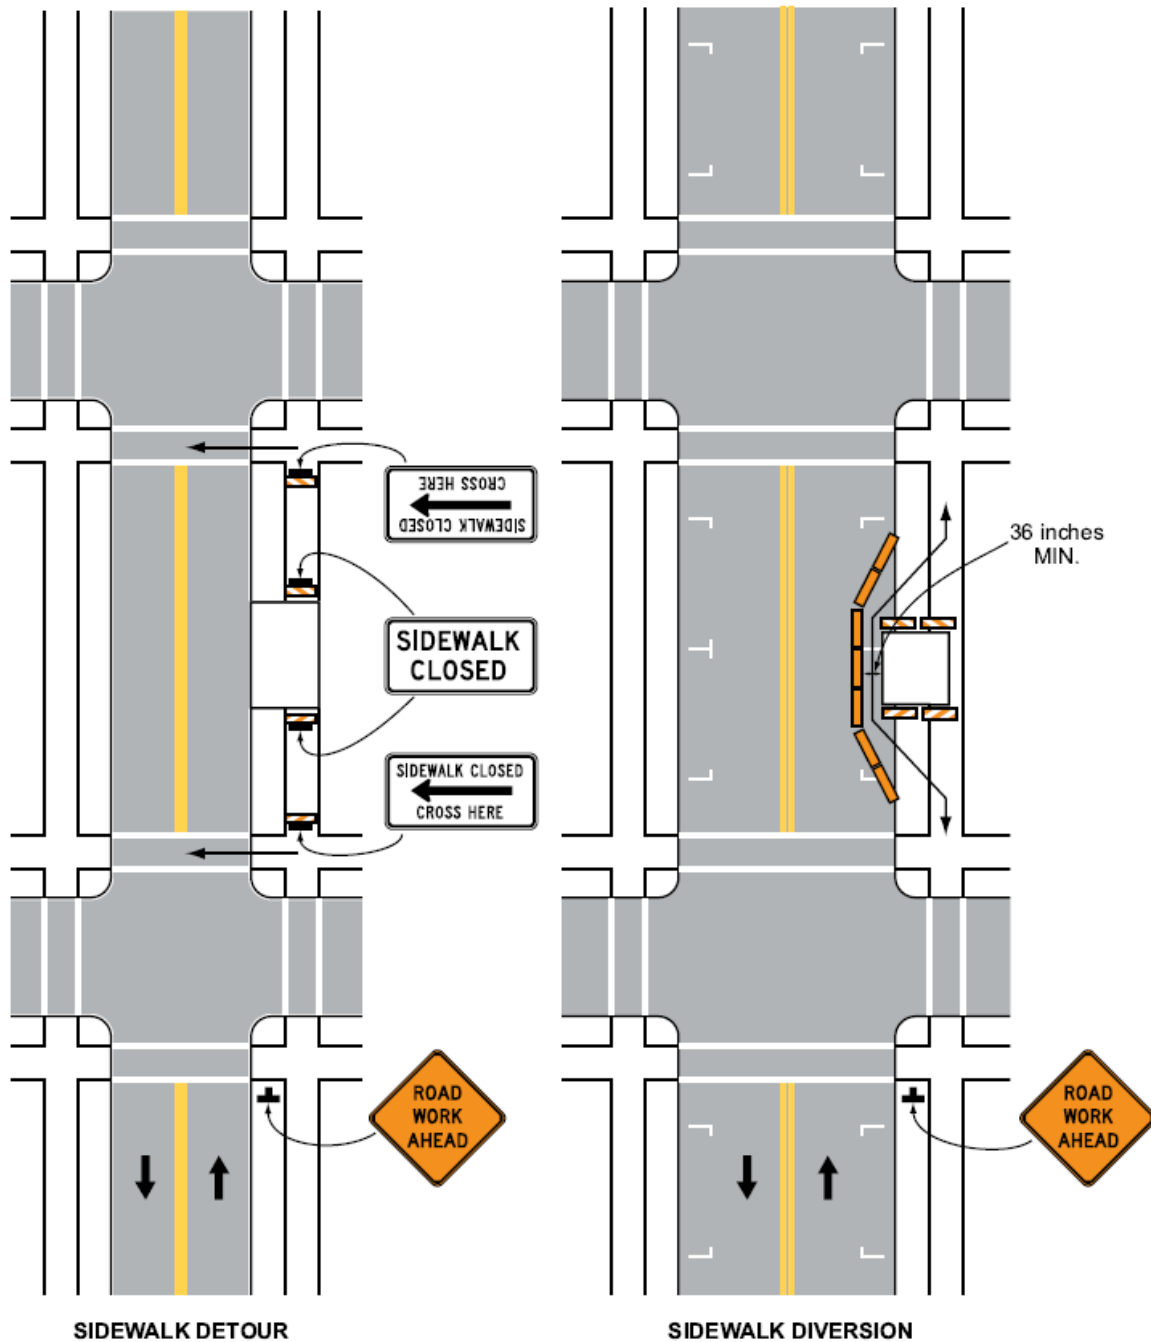 CROSS HERE
SIDEWALK CLOSED
36 inches
MIN.
SIDEWALK
CLOSED
SIDEWALK CLOSED
CROSS HERE
ROAD
WORK
AHEAD
ROAD
WORK
AHEAD
SIDEWALK DETOUR
SIDEWALK DIVERSION